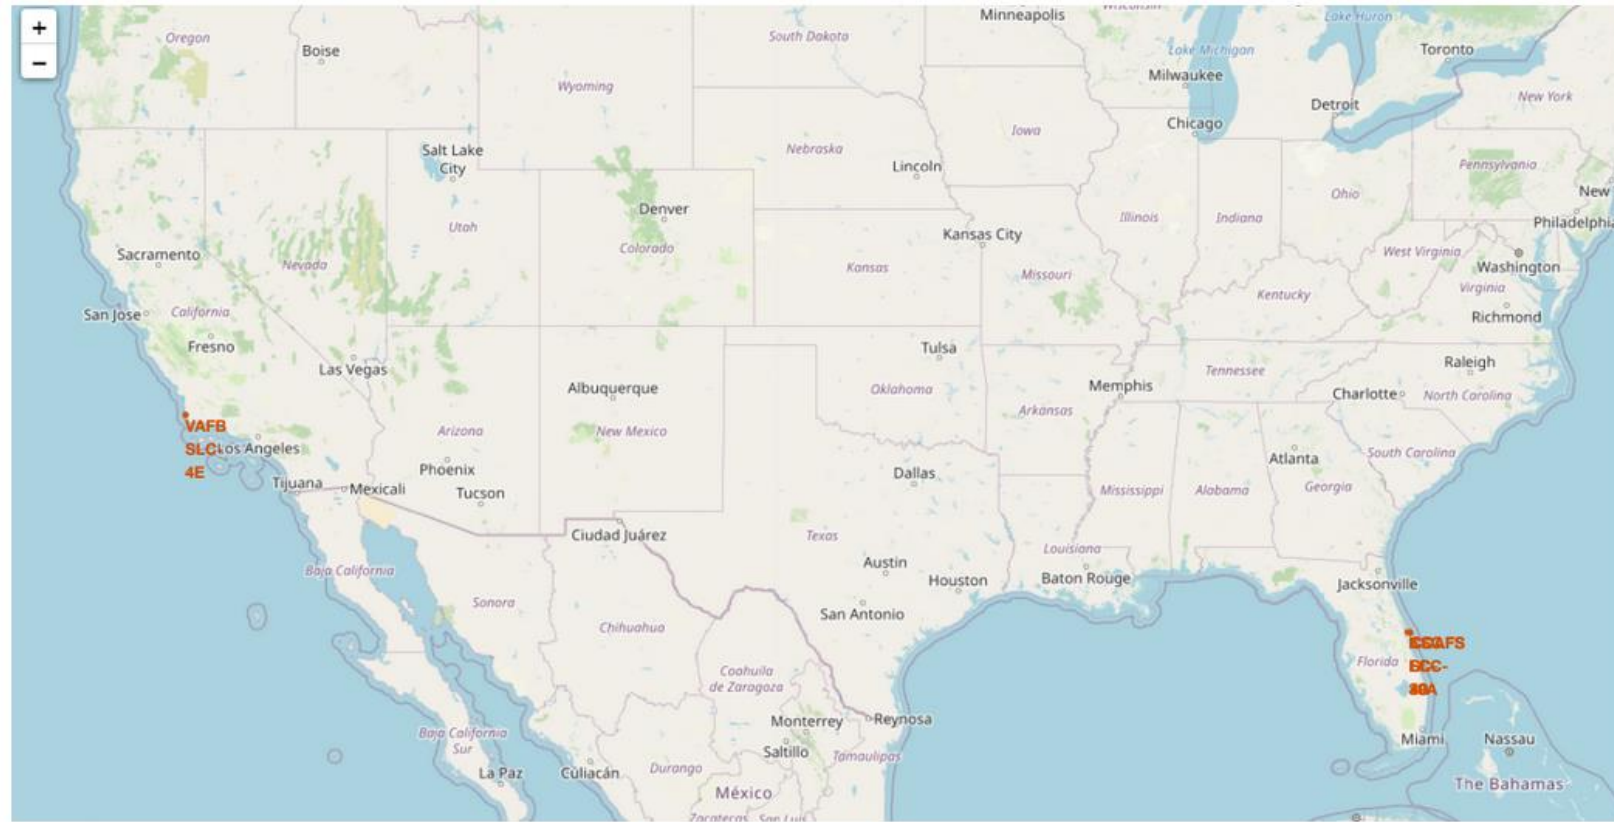 +
−
Oregon
Boise
South Dakota
Minneapolis
Wisconsin
Lake Huron
Lake Michigan
Toronto
Milwaukee
Wyoming
Detroit
New York
Chicago
Iowa
Salt Lake
City
Nebraska
Lincoln
Pennsylvania
New
Ohio
Denver
Illinois
Indiana
Philadelphia
Utah
Colorado
Kansas City
Sacramento
Nevada
Kansas
Missouri
West Virginia
Washington
Kentucky
Virginia
San Jose
California
Richmond
Fresno
Tulsa
Las Vegas
Raleigh
Tennessee
Albuquerque
Oklahoma
Memphis
Charlotte
North Carolina
Arkansas
VAFB
SLC-
4E
Los Angeles
Arizona
New Mexico
Atlanta
South Carolina
Phoenix
Dallas
Tijuana
Mexicali
Tucson
Mississippi
Alabama
Georgia
Ciudad Juárez
Texas
Louisiana
Austin
Baja California
Houston
Baton Rouge
Jacksonville
Sonora
San Antonio
Chihuahua
Florida
Coahuila
de Zaragoza
Monterrey
Reynosa
Baja California
Sur
Saltillo
Tamaulipas
Miami
Nassau
La Paz
Culiacán
Durango
The Bahamas
México
Zacatecas
San Luis